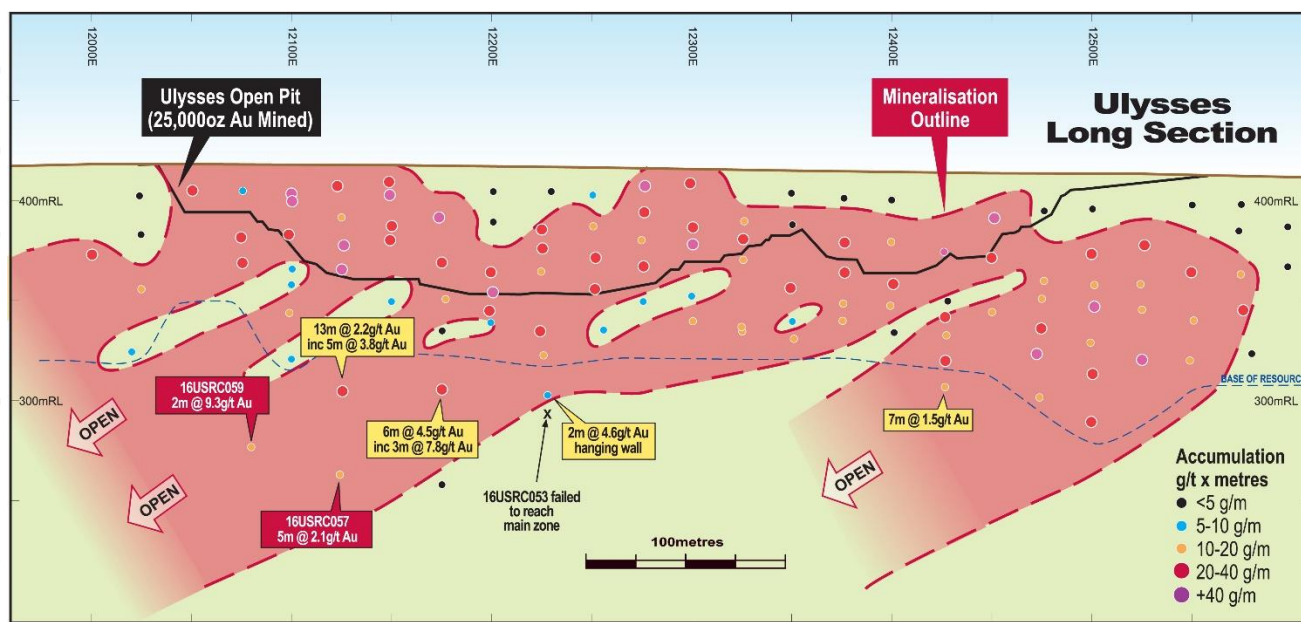 12000E
12100E
12200E
12300E
12400E
12500E
Ulysses Open Pit
(25,000oz Au Mined)
Mineralisation
Outline
Ulysses
Long Section
400mRL
400mRL
13m @ 2.2g/t Au
inc 5m @ 3.8g/t Au
16USRC059
2m @ 9.3g/t Au
BASE OF RESOURC
300mRL
300mRL
OPEN
6m @ 4.5g/t Au
inc 3m @ 7.8g/t Au
X
2m @ 4.6g/t Au
hanging wall
7m @ 1.5g/t Au
OPEN
OPEN
16USRC053 failed
to reach
main zone
16USRC057
5m @ 2.1g/t Au
100metres
Accumulation
g/t x metres
<5 g/m
5-10 g/m
10-20 g/m
20-40 g/m
+40 g/m